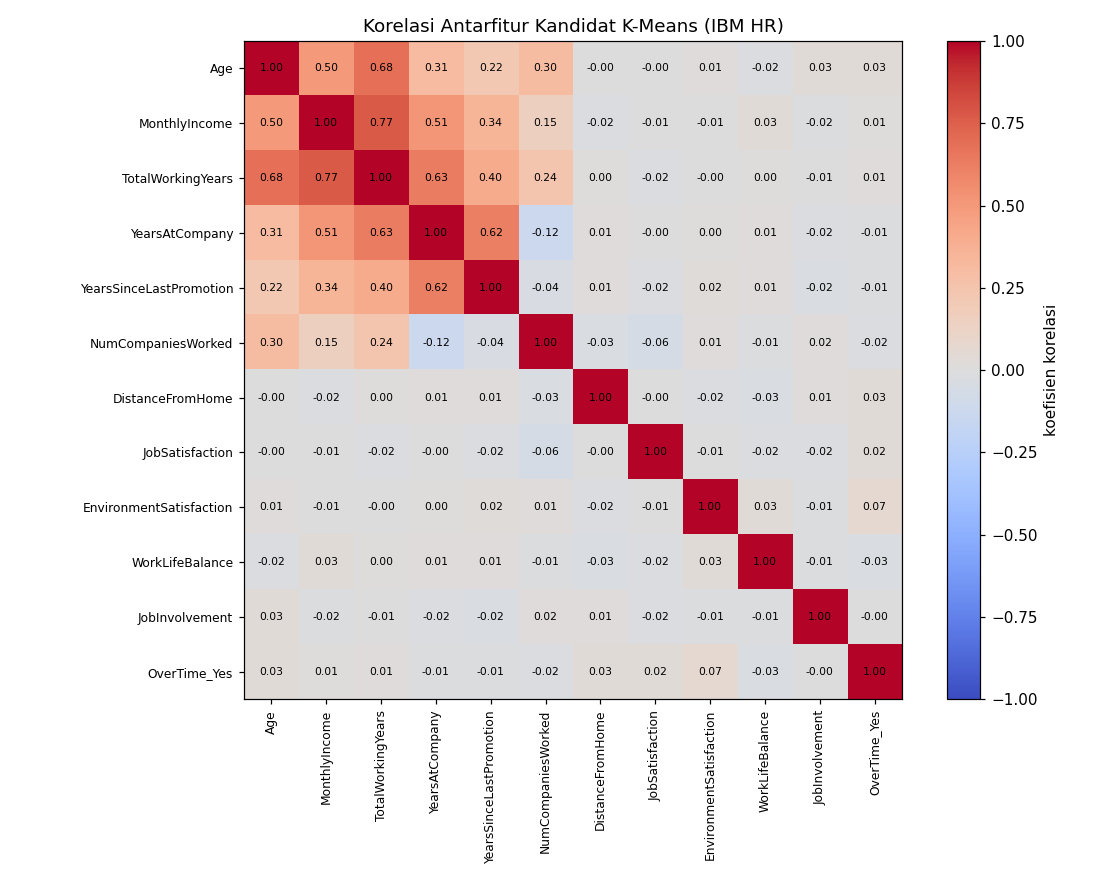 Korelasi Antarfitur Kandidat K-Means (IBM HR)
Age 1.00 0.50 0.68 0.31 0.22 0.30 -0.00 -0.00 0.01 -0.02 0.03 0.03
MonthlyIncome 0.50 1.00 0.77 0.51 0.34 0.15 -0.02 -0.01 -0.01 0.03 -0.02 0.01
TotalWorkingYears 0.68 0.77 1.00 0.63 0.40 0.24 0.00 -0.02 -0.00 0.00 -0.01 0.01
YearsAtCompany 0.31 0.51 0.63 1.00 0.62 -0.12 0.01 -0.00 0.00 0.01 -0.02 -0.01
YearsSinceLastPromotion 0.22 0.34 0.40 0.62 1.00 -0.04 0.01 -0.02 0.02 0.01 -0.02 -0.01
NumCompaniesWorked 0.30 0.15 0.24 -0.12 -0.04 1.00 -0.03 -0.06 0.01 -0.01 0.02 -0.02
DistanceFromHome -0.00 -0.02 0.00 0.01 0.01 -0.03 1.00 -0.00 -0.02 -0.03 0.01 0.03
JobSatisfaction -0.00 -0.01 -0.02 -0.00 -0.02 -0.06 -0.00 1.00 -0.01 -0.02 -0.02 0.02
EnvironmentSatisfaction 0.01 -0.01 -0.00 0.00 0.02 0.01 -0.02 -0.01 1.00 0.03 -0.01 0.07
WorkLifeBalance -0.02 0.03 0.00 0.01 0.01 -0.01 -0.03 -0.02 0.03 1.00 -0.01 -0.03
JobInvolvement 0.03 -0.02 -0.01 -0.02 -0.02 0.02 0.01 -0.02 -0.01 -0.01 1.00 -0.00
OverTime_Yes 0.03 0.01 0.01 -0.01 -0.01 -0.02 0.03 0.02 0.07 -0.03 -0.00 1.00
Age
MonthlyIncome
TotalWorkingYears
YearsAtCompany
YearsSinceLastPromotion
NumCompaniesWorked
DistanceFromHome
JobSatisfaction
EnvironmentSatisfaction
WorkLifeBalance
JobInvolvement
OverTime_Yes
1.00
0.75
0.50
0.25
0.00
−0.25
−0.50
−0.75
−1.00
koefisien korelasi